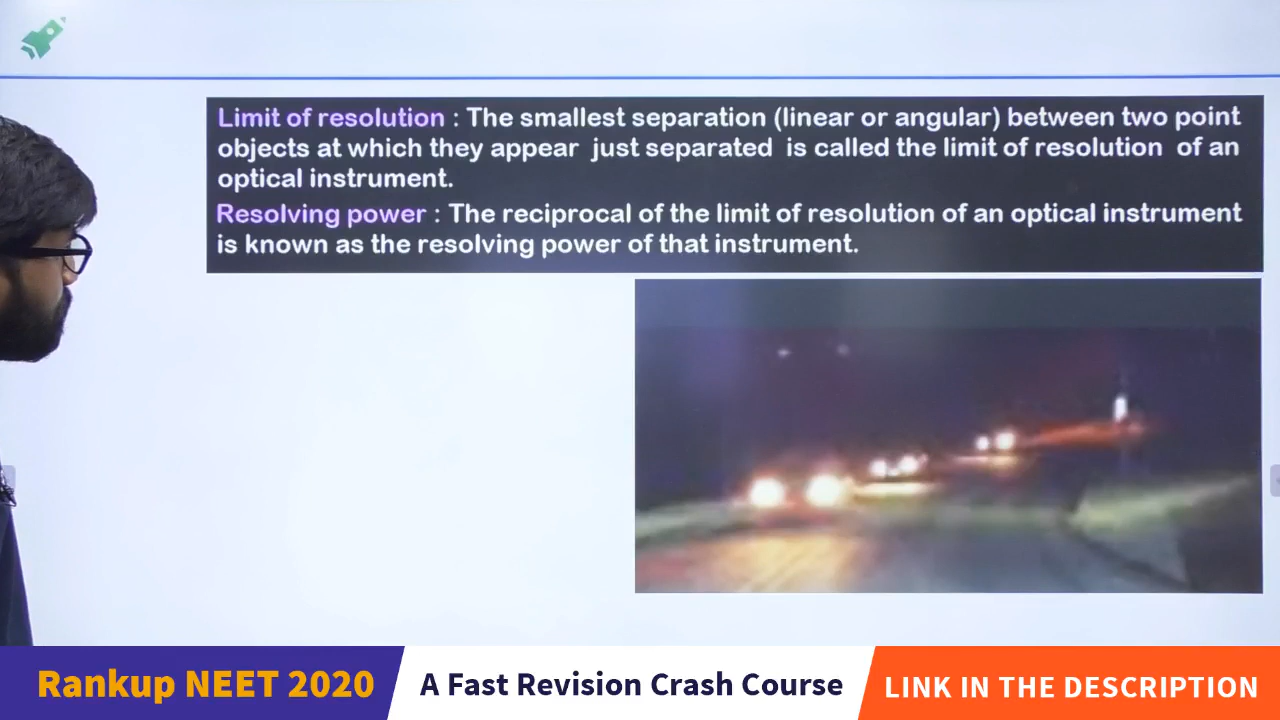 Limit of resolution : The smallest separation (linear or angular) between two point
objects at which they appear just separated is called the limit of resolution of an
optical instrument.
Resolving power : The reciprocal of the limit of resolution of an optical instrument
is known as the resolving power of that instrument.
Rankup NEET 2020
A Fast Revision Crash Course
LINK IN THE DESCRIPTION